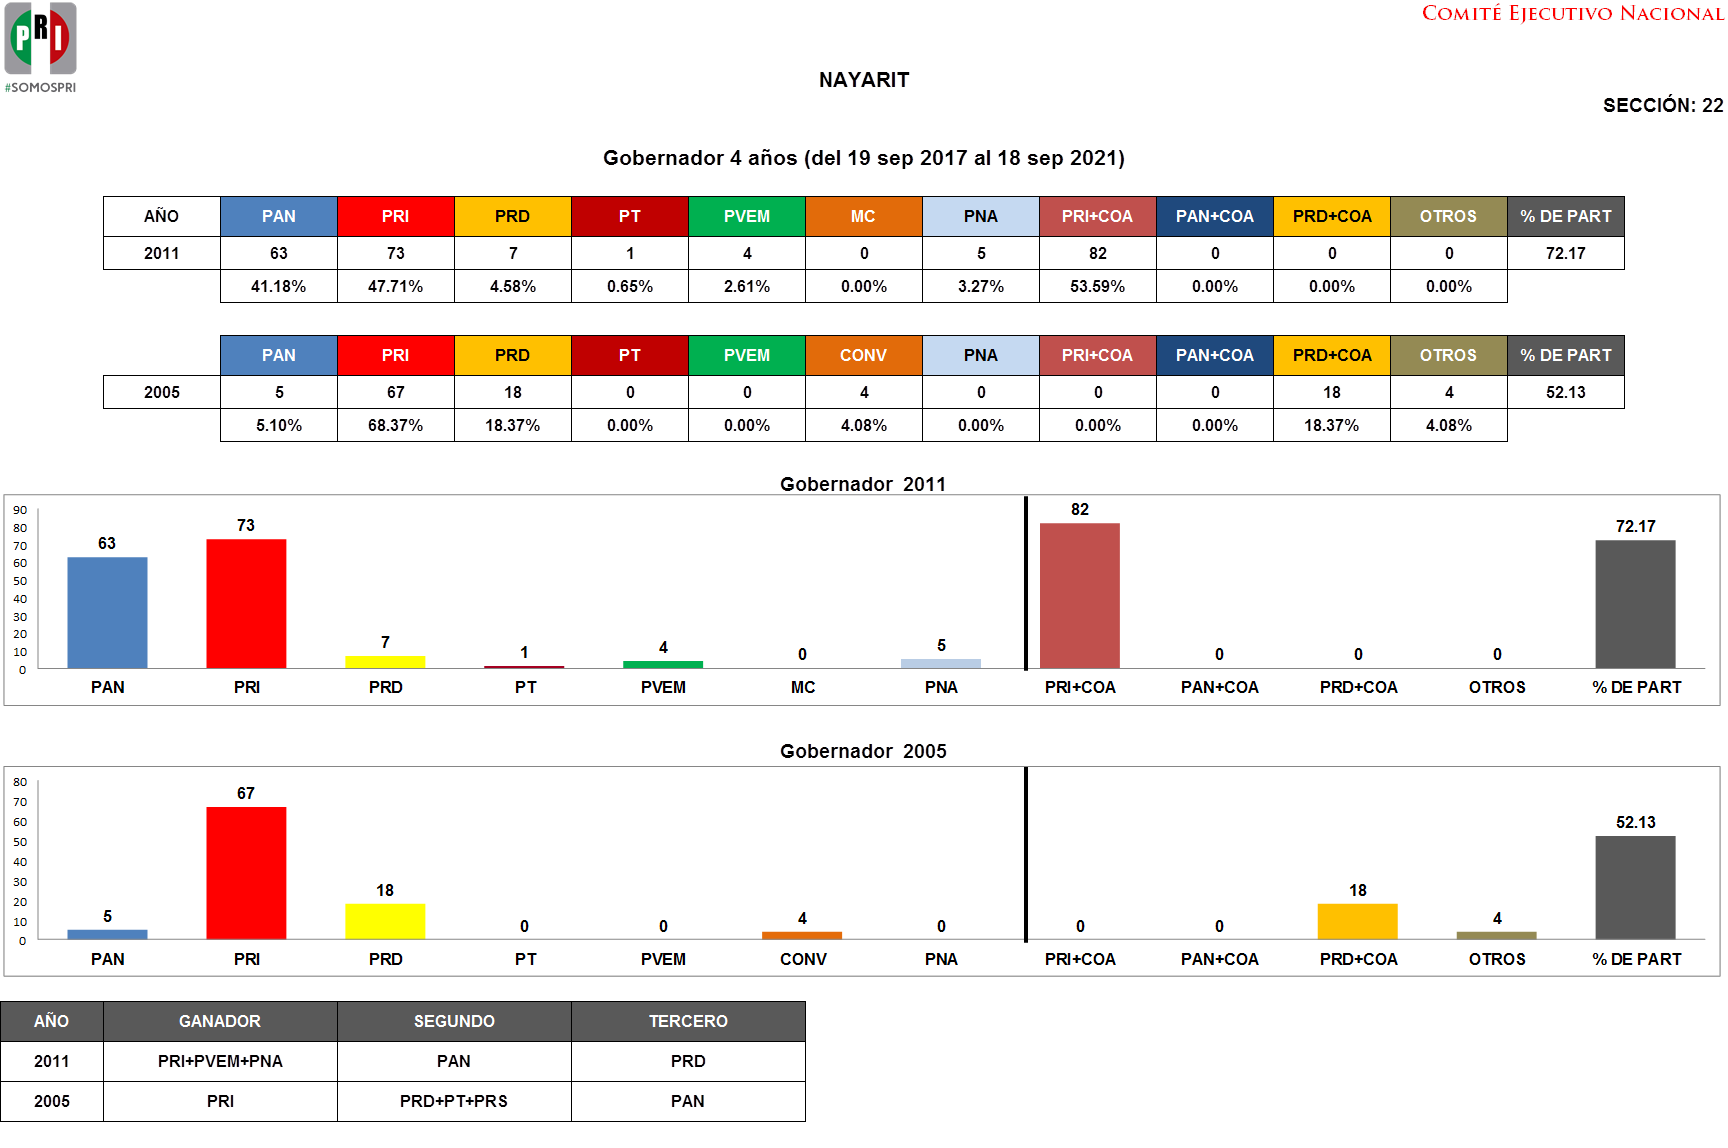 PRI
#SOMOSPRI
COMITÉ EJECUTIVO NACIONAL
NAYARIT
SECCIÓN: 22
Gobernador 4 años (del 19 sep 2017 al 18 sep 2021)
AÑO PAN PRI PRD PT PVEM MC PNA PRI+COA PAN+COA PRD+COA OTROS % DE PART
2011 63 73 7 1 4 0 5 82 0 0 0 72.17
41.18% 47.71% 4.58% 0.65% 2.61% 0.00% 3.27% 53.59% 0.00% 0.00% 0.00%
PAN PRI PRD PT PVEM CONV PNA PRI+COA PAN+COA PRD+COA OTROS % DE PART
2005 5 67 18 0 0 4 0 0 0 18 4 52.13
5.10% 68.37% 18.37% 0.00% 0.00% 4.08% 0.00% 0.00% 0.00% 18.37% 4.08%
Gobernador 2011
90
80
70
60
50
40
30
20
10
0
63 73 7 1 4 0 5 82 0 0 0 72.17
PAN PRI PRD PT PVEM MC PNA PRI+COA PAN+COA PRD+COA OTROS % DE PART
Gobernador 2005
80
70
60
50
40
30
20
10
0
5 67 18 0 0 4 0 0 0 18 4 52.13
PAN PRI PRD PT PVEM CONV PNA PRI+COA PAN+COA PRD+COA OTROS % DE PART
AÑO GANADOR SEGUNDO TERCERO
2011 PRI+PVEM+PNA PAN PRD
2005 PRI PRD+PT+PRS PAN